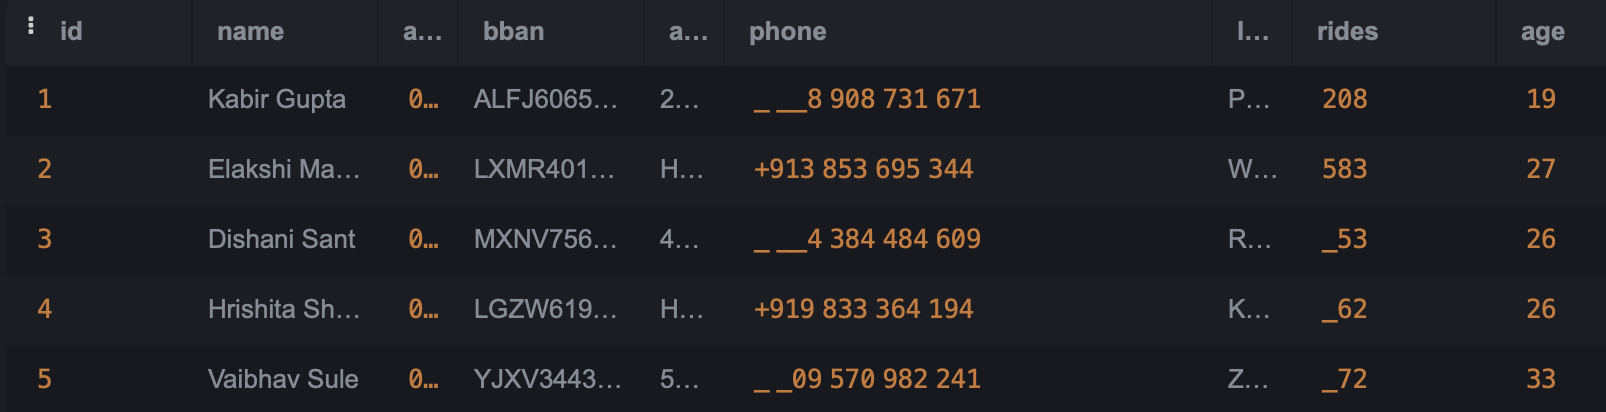 id name a... bban a... phone l... rides age
1 Kabir Gupta 0... ALFJ6065... 2... _ __8 908 731 671 P... 208 19
2 Elakshi Ma... 0... LXMR401... H... +913 853 695 344 W... 583 27
3 Dishani Sant 0... MXNV756... 4... _ __4 384 484 609 R... _53 26
4 Hrishita Sh... 0... LGZW619... H... +919 833 364 194 K... _62 26
5 Vaibhav Sule 0... YJXV3443... 5... _ _09 570 982 241 Z... _72 33